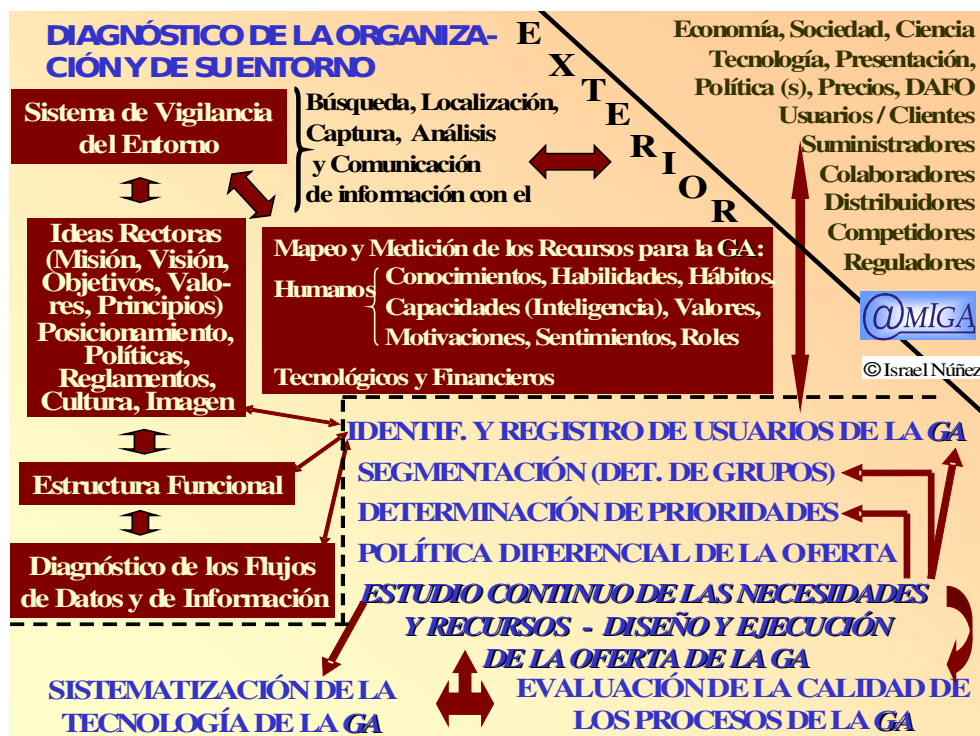 DIAGNÓSTICO DE LA ORGANIZA-
CIÓN Y DE SU ENTORNO
EXTERIOR
Economía, Sociedad, Ciencia
Tecnología, Presentación,
Política (s), Precios, DAFO
Usuarios / Clientes
Suministradores
Colaboradores
Distribuidores
Competidores
Reguladores
Sistema de Vigilancia
del Entorno
Búsqueda, Localización,
Captura, Análisis
y Comunicación
de información con el
Ideas Rectoras
(Misión, Visión,
Objetivos, Valo-
res, Principios)
Posicionamiento,
Políticas,
Reglamentos,
Cultura, Imagen
Mapeo y Medición de los Recursos para la GA:
Humanos
Conocimientos, Habilidades, Hábitos,
Capacidades (Inteligencia), Valores,
Motivaciones, Sentimientos, Roles
Tecnológicos y Financieros
@MIGA
© Israel Núñez
Estructura Funcional
Diagnóstico de los Flujos
de Datos y de Información
IDENTIF. Y REGISTRO DE USUARIOS DE LA GA
SEGMENTACIÓN (DET. DE GRUPOS)
DETERMINACIÓN DE PRIORIDADES
POLÍTICA DIFERENCIAL DE LA OFERTA
ESTUDIO CONTINUO DE LAS NECESIDADES
Y RECURSOS - DISEÑO Y EJECUCIÓN
DE LA OFERTA DE LA GA
SISTEMATIZACIÓN DE LA
TECNOLOGÍA DE LA GA
EVALUACIÓN DE LA CALIDAD DE
LOS PROCESOS DE LA GA